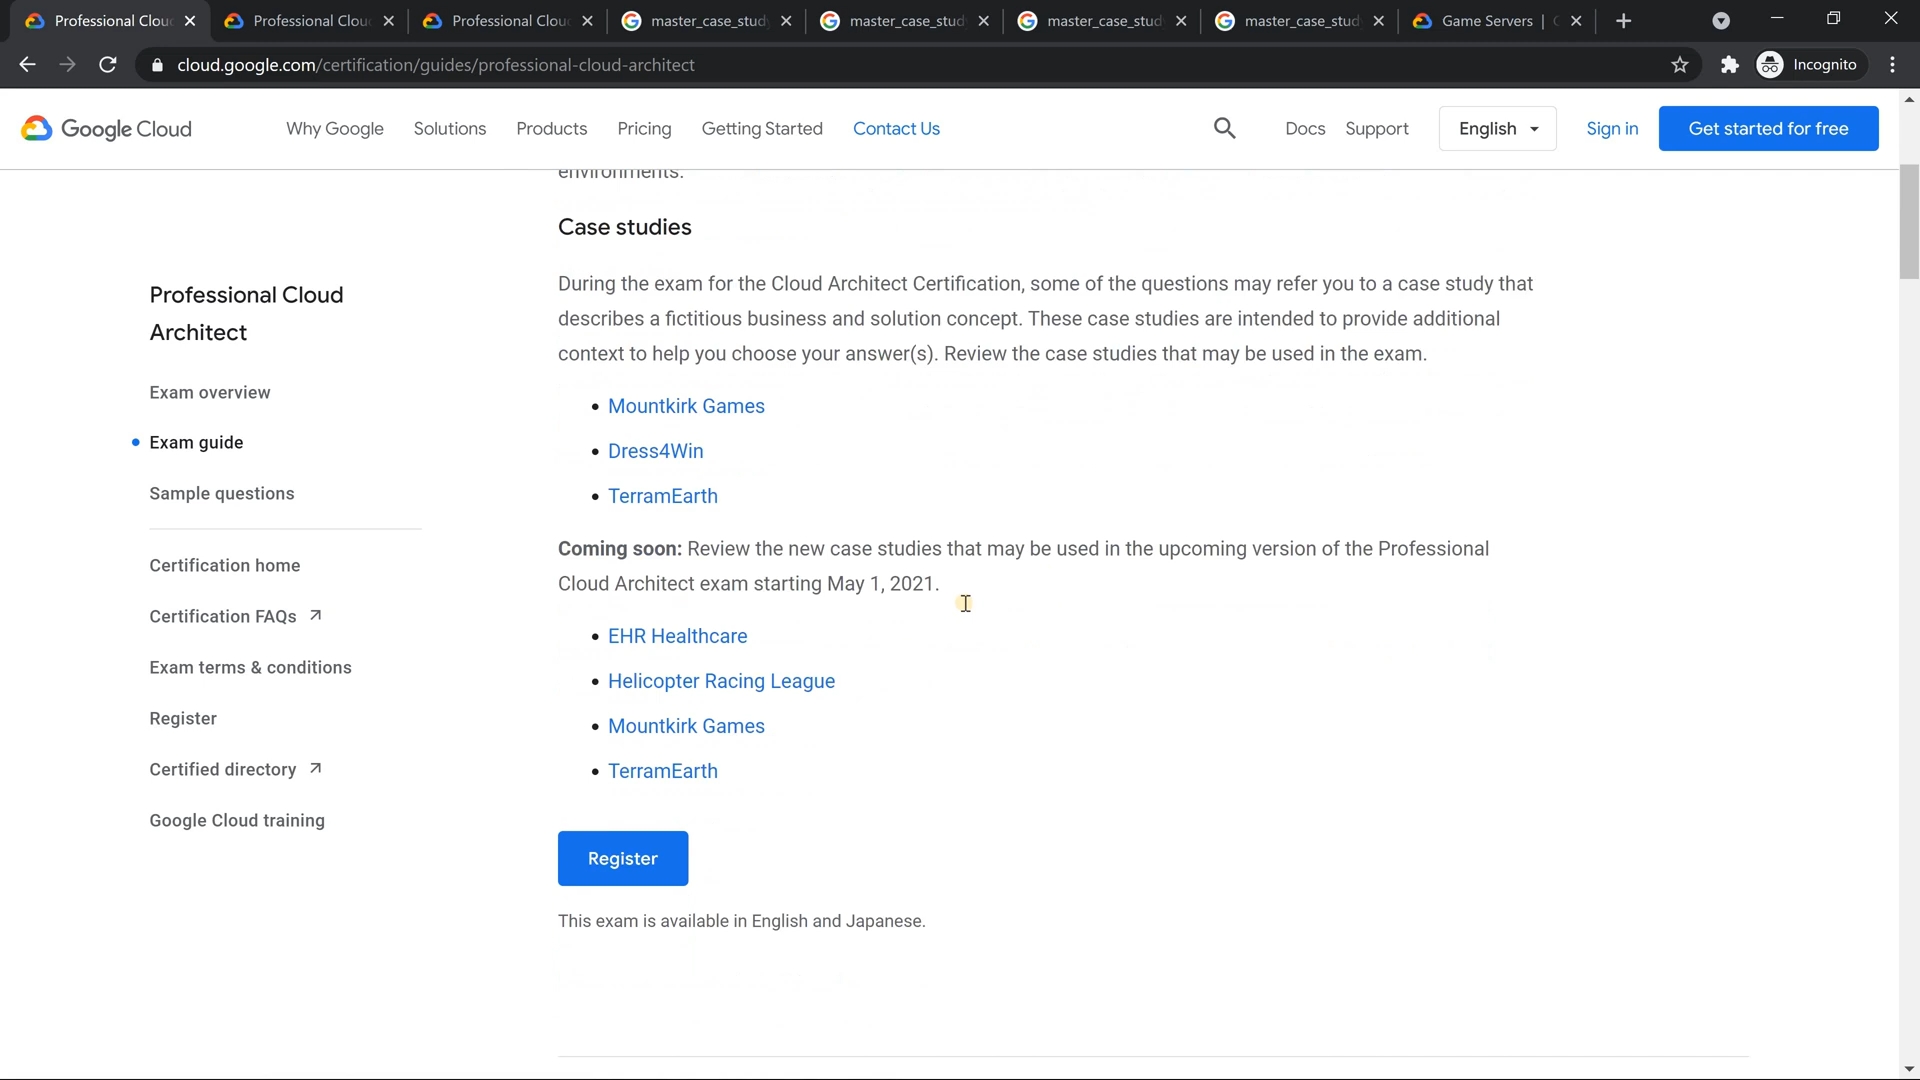 Professional Clou
Professional Clou
Professional Clou
master_case_stud
master_case_stud
master_case_stud
master_case_stud
Game Servers |
cloud.google.com/certification/guides/professional-cloud-architect
Incognito
Google Cloud
Why Google
Solutions
Products
Pricing
Getting Started
Contact Us
Docs
Support
English
Sign in
Get started for free
environments.
Case studies
During the exam for the Cloud Architect Certification, some of the questions may refer you to a case study that
describes a fictitious business and solution concept. These case studies are intended to provide additional
context to help you choose your answer(s). Review the case studies that may be used in the exam.
• Mountkirk Games
• Dress4Win
• TerramEarth
Coming soon: Review the new case studies that may be used in the upcoming version of the Professional
Cloud Architect exam starting May 1, 2021.
• EHR Healthcare
• Helicopter Racing League
• Mountkirk Games
• TerramEarth
Register
This exam is available in English and Japanese.
Professional Cloud
Architect
Exam overview
Exam guide
Sample questions
Certification home
Certification FAQs
Exam terms & conditions
Register
Certified directory
Google Cloud training